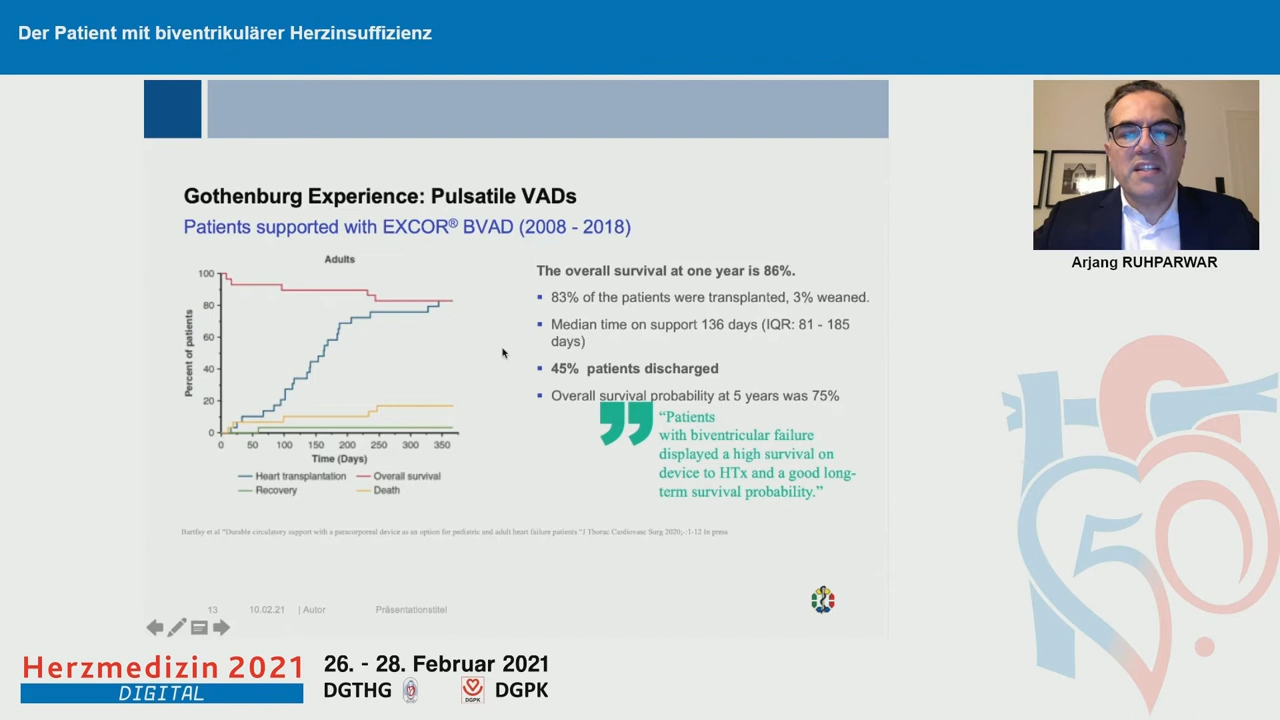 Der Patient mit biventrikulärer Herzinsuffizienz
Gothenburg Experience: Pulsatile VADs
Patients supported with EXCOR® BVAD (2008 - 2018)
Adults
100
80
60
40
20
0
Percent of patients
0 50 100 150 200 250 300 350
Time (Days)
Heart transplantation Overall survival
Recovery Death
The overall survival at one year is 86%.
83% of the patients were transplanted, 3% weaned.
Median time on support 136 days (IQR: 81 - 185
days)
45% patients discharged
Overall survival probability at 5 years was 75%
“Patients
with biventricular failure
displayed a high survival on
device to HTx and a good long-
term survival probability.”
Bartfay et al "Durable circulatory support with a paracorporeal device as an option for pediatric and adult heart failure patients "J Thorac Cardiovasc Surg 2020;-:1-12 In press
13 10.02.21 | Autor Präsentationstitel
Arjang RUHPARWAR
50
Herzmedizin 2021
DIGITAL
26. - 28. Februar 2021
DGTHG DGPK DGPK